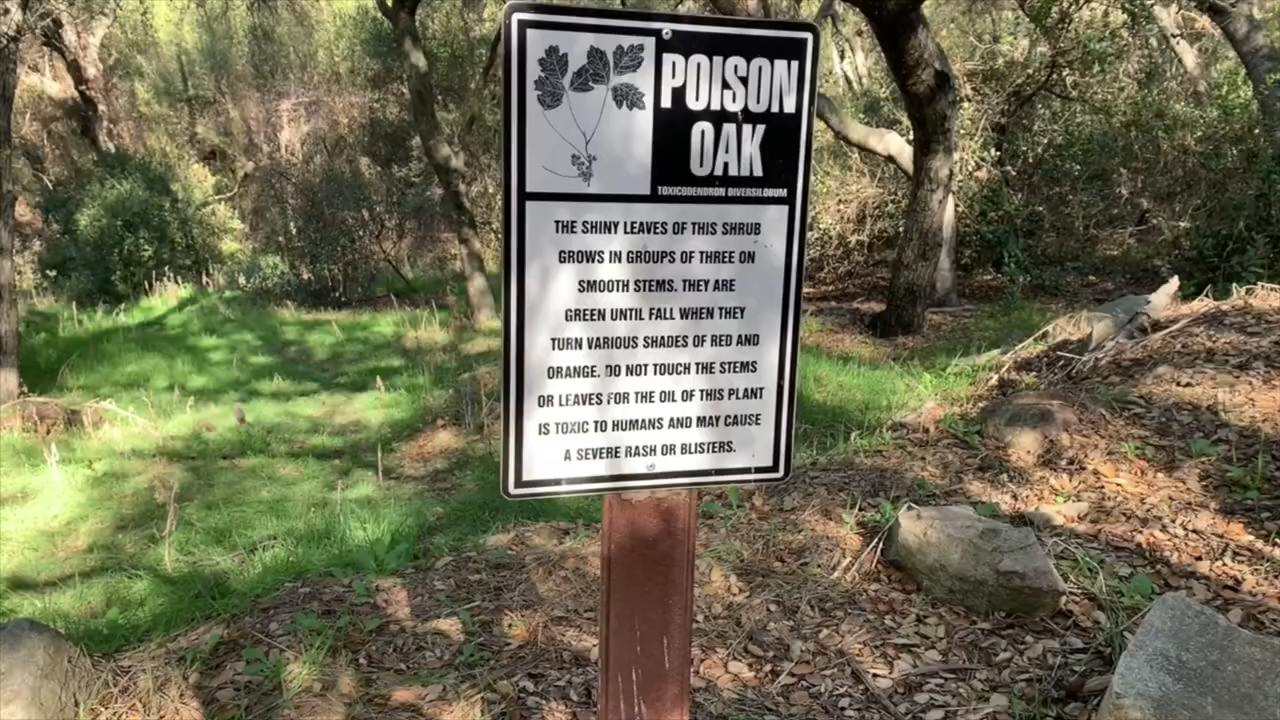 POISON
OAK
TOXICODENDRON DIVERSILOBUM
THE SHINY LEAVES OF THIS SHRUB
GROWS IN GROUPS OF THREE ON
SMOOTH STEMS. THEY ARE
GREEN UNTIL FALL WHEN THEY
TURN VARIOUS SHADES OF RED AND
ORANGE. DO NOT TOUCH THE STEMS
OR LEAVES FOR THE OIL OF THIS PLANT
IS TOXIC TO HUMANS AND MAY CAUSE
A SEVERE RASH OR BLISTERS.